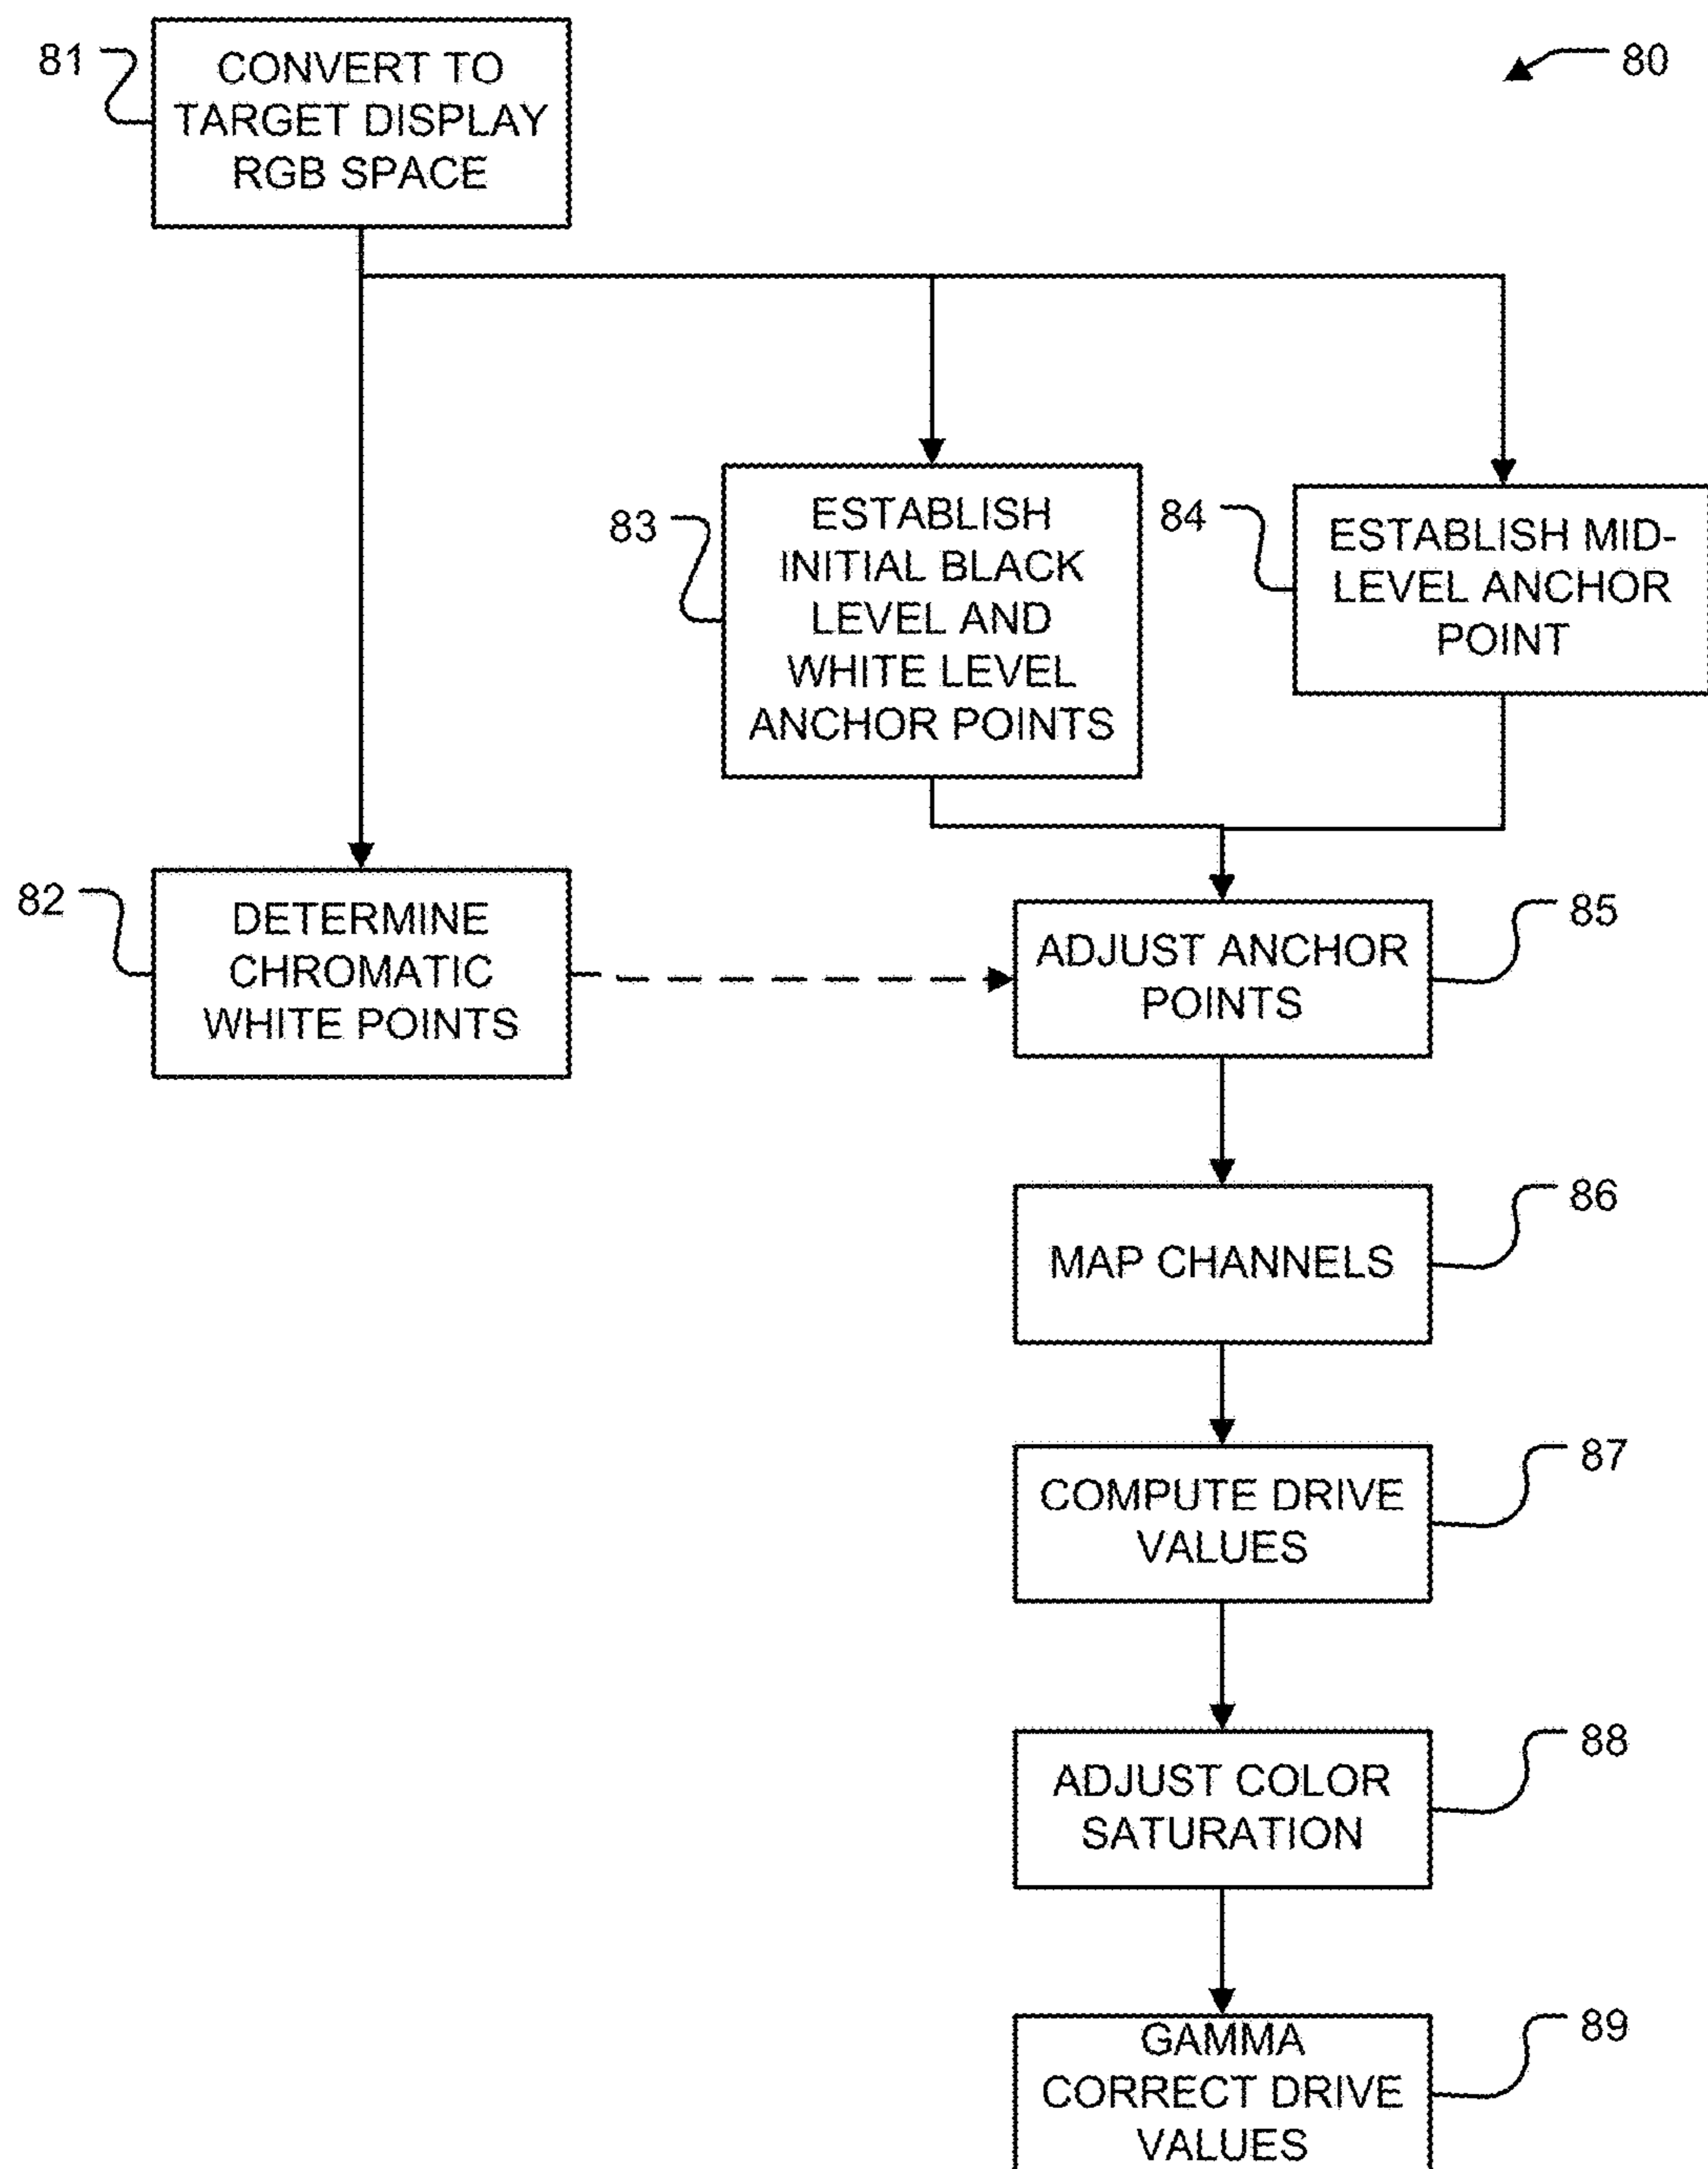 81
CONVERT TO
TARGET DISPLAY
RGB SPACE
80
83
ESTABLISH
INITIAL BLACK
LEVEL AND
WHITE LEVEL
ANCHOR POINTS
84
ESTABLISH MID-
LEVEL ANCHOR
POINT
82
DETERMINE
CHROMATIC
WHITE POINTS
ADJUST ANCHOR
POINTS
85
MAP CHANNELS
86
COMPUTE DRIVE
VALUES
87
ADJUST COLOR
SATURATION
88
GAMMA
CORRECT DRIVE
VALUES
89